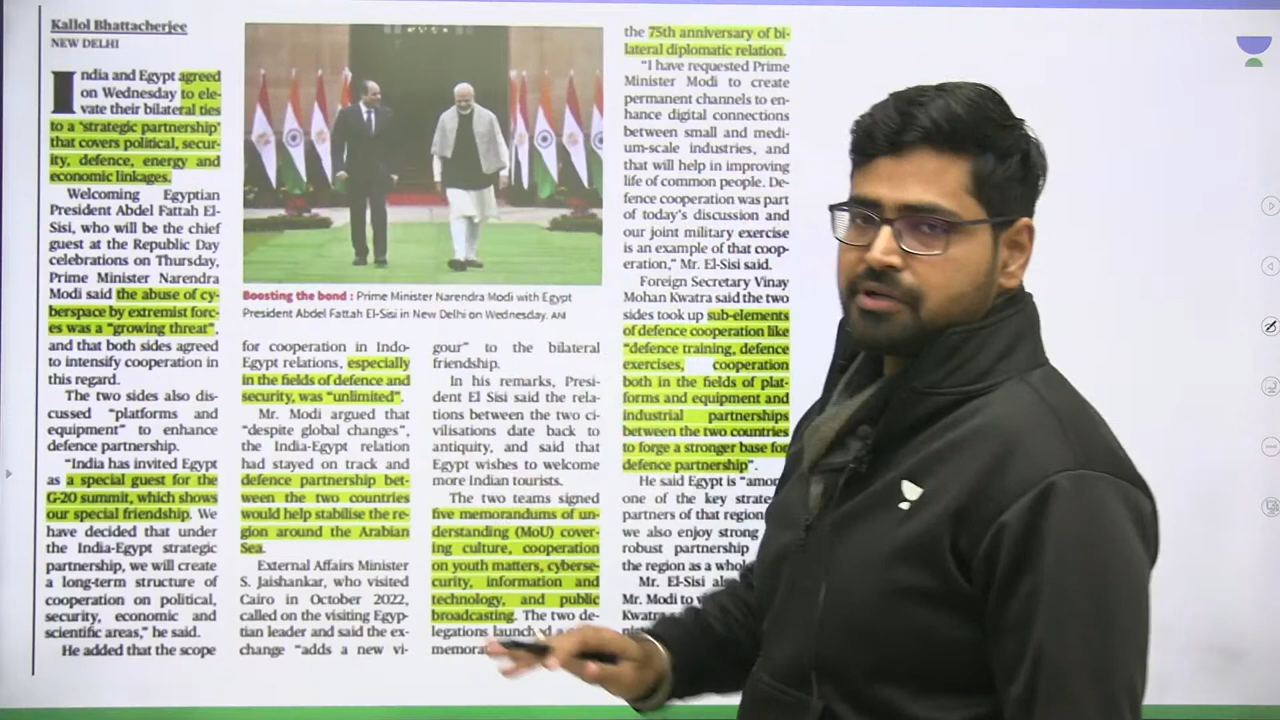 Kallol Bhattacherjee
NEW DELHI
India and Egypt agreed
on Wednesday to ele-
vate their bilateral ties
to a ‘strategic partnership’
that covers political, secur-
ity, defence, energy and
economic linkages.
Welcoming Egyptian
President Abdel Fattah El-
Sisi, who will be the chief
guest at the Republic Day
celebrations on Thursday,
Prime Minister Narendra
Modi said the abuse of cy-
berspace by extremist forc-
es was a “growing threat”,
and that both sides agreed
to intensify cooperation in
this regard.
The two sides also dis-
cussed “platforms and
equipment” to enhance
defence partnership.
“India has invited Egypt
as a special guest for the
G-20 summit, which shows
our special friendship. We
have decided that under
the India-Egypt strategic
partnership, we will create
a long-term structure of
cooperation on political,
security, economic and
scientific areas,” he said.
He added that the scope
Boosting the bond : Prime Minister Narendra Modi with Egypt
President Abdel Fattah El-Sisi in New Delhi on Wednesday. ANI
for cooperation in Indo-
Egypt relations, especially
in the fields of defence and
security, was “unlimited”.
Mr. Modi argued that
“despite global changes”,
the India-Egypt relation
had stayed on track and
defence partnership bet-
ween the two countries
would help stabilise the re-
gion around the Arabian
Sea.
External Affairs Minister
S. Jaishankar, who visited
Cairo in October 2022,
called on the visiting Egyp-
tian leader and said the ex-
change “adds a new vi-
gour” to the bilateral
friendship.
In his remarks, Presi-
dent El Sisi said the rela-
tions between the two ci-
vilisations date back to
antiquity, and said that
Egypt wishes to welcome
more Indian tourists.
The two teams signed
five memorandums of un-
derstanding (MoU) cover-
ing culture, cooperation
on youth matters, cyberse-
curity, information and
technology, and public
broadcasting. The two de-
legations launched
memora
the 75th anniversary of bi-
lateral diplomatic relation.
“I have requested Prime
Minister Modi to create
permanent channels to en-
hance digital connections
between small and medi-
um-scale industries, and
that will help in improving
life of common people. De-
fence cooperation was part
of today’s discussion and
our joint military exercise
is an example of that coop-
eration,” Mr. El-Sisi said.
Foreign Secretary Vinay
Mohan Kwatra said the two
sides took up sub-elements
of defence cooperation like
“defence training, defence
exercises, cooperation
both in the fields of plat-
forms and equipment and
industrial partnerships
between the two countries
to forge a stronger base for
defence partnership”.
He said Egypt is “among
one of the key strate
partners of that region
we also enjoy strong
robust partnership
the region as a whol
Mr. El-Sisi al
Mr. Modi to
Kwatra